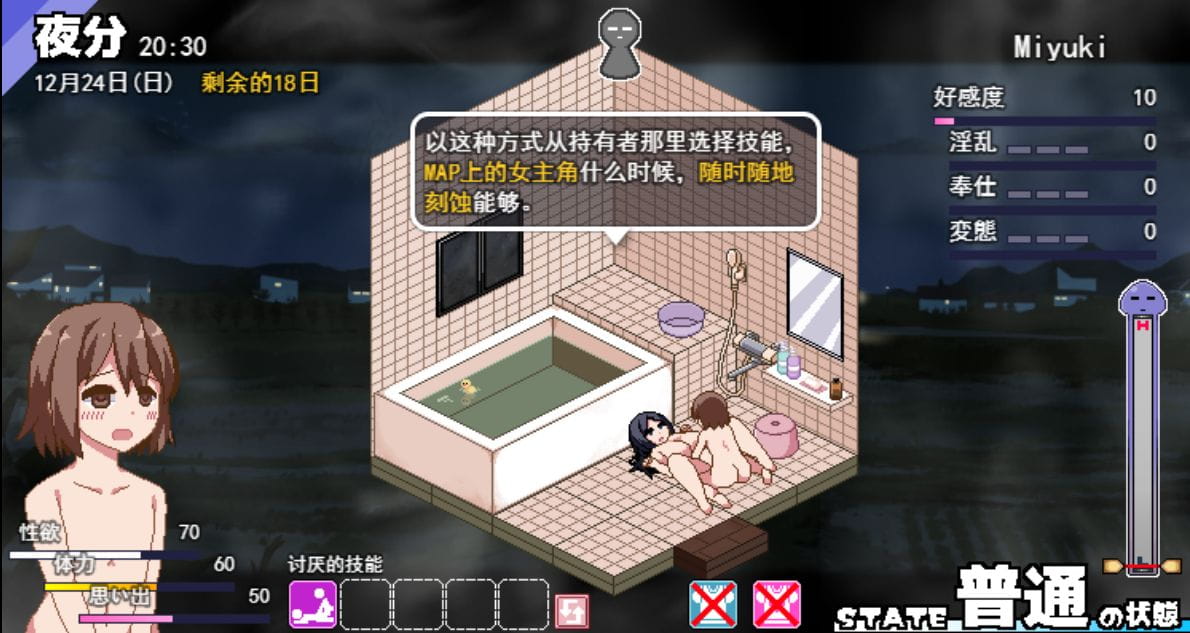 夜分 20:30
12月24日(日) 剰余的18日
Miyuki
好感度 10
淫乱 0
奉仕 0
変態 0
以这种方式从持有者那里选择技能，
MAP上的女主角什么时候，随时随地
刻蚀能够。
H
性欲 70
体力 60
思い出 50
讨厌的技能
STATE 普通の状態